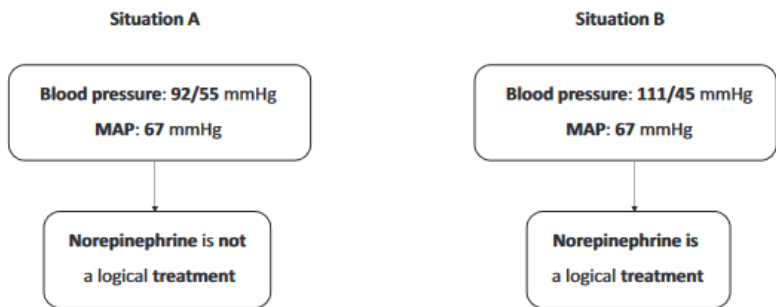 Situation A
Blood pressure: 92/55 mmHg
MAP: 67 mmHg
Norepinephrine is not
a logical treatment
Situation B
Blood pressure: 111/45 mmHg
MAP: 67 mmHg
Norepinephrine is
a logical treatment